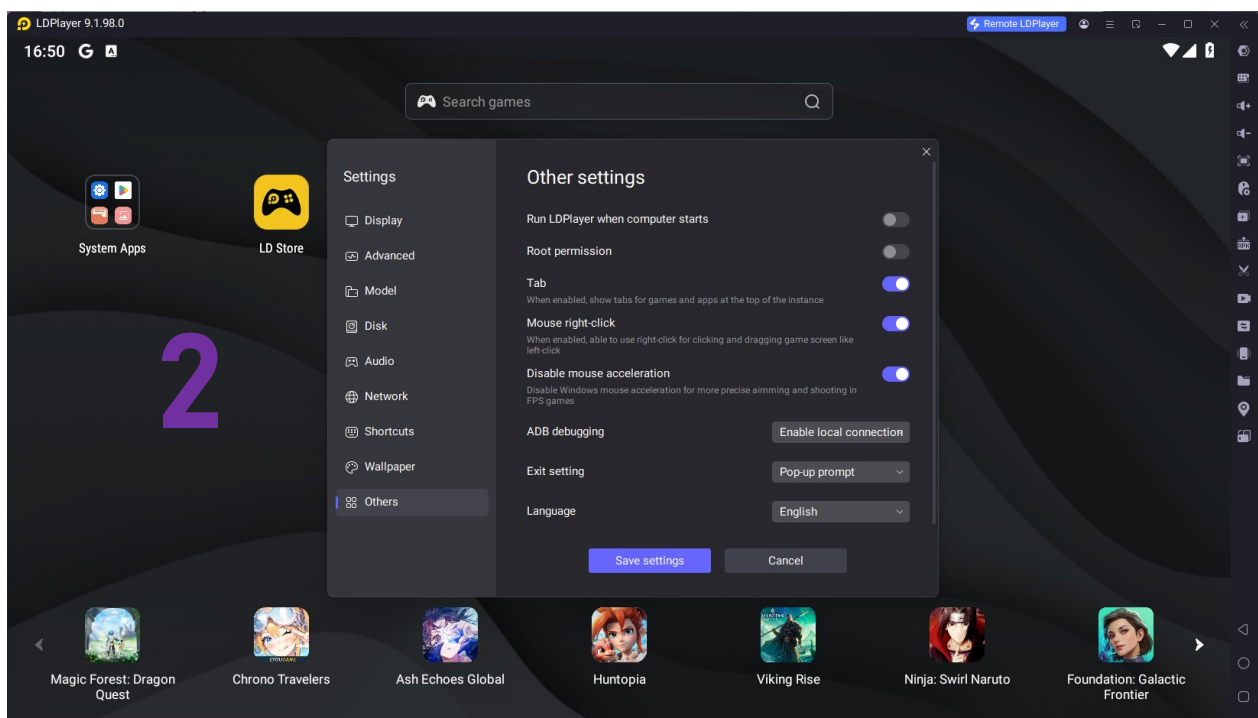 LDPlayer 9.1.98.0
Remote LDPlayer
16:50 G A
Search games
System Apps
LD Store
2
Settings
Display
Advanced
Model
Disk
Audio
Network
Shortcuts
Wallpaper
Others
Other settings
Run LDPlayer when computer starts
Root permission
Tab
When enabled, show tabs for games and apps at the top of the instance
Mouse right-click
When enabled, able to use right-click for clicking and dragging game screen like
left-click
Disable mouse acceleration
Disable Windows mouse acceleration for more precise aimming and shooting in
FPS games
ADB debugging
Enable local connection
Exit setting
Pop-up prompt
Language
English
Save settings
Cancel
Magic Forest: Dragon
Quest
Chrono Travelers
Ash Echoes Global
Huntopia
Viking Rise
Ninja: Swirl Naruto
Foundation: Galactic
Frontier